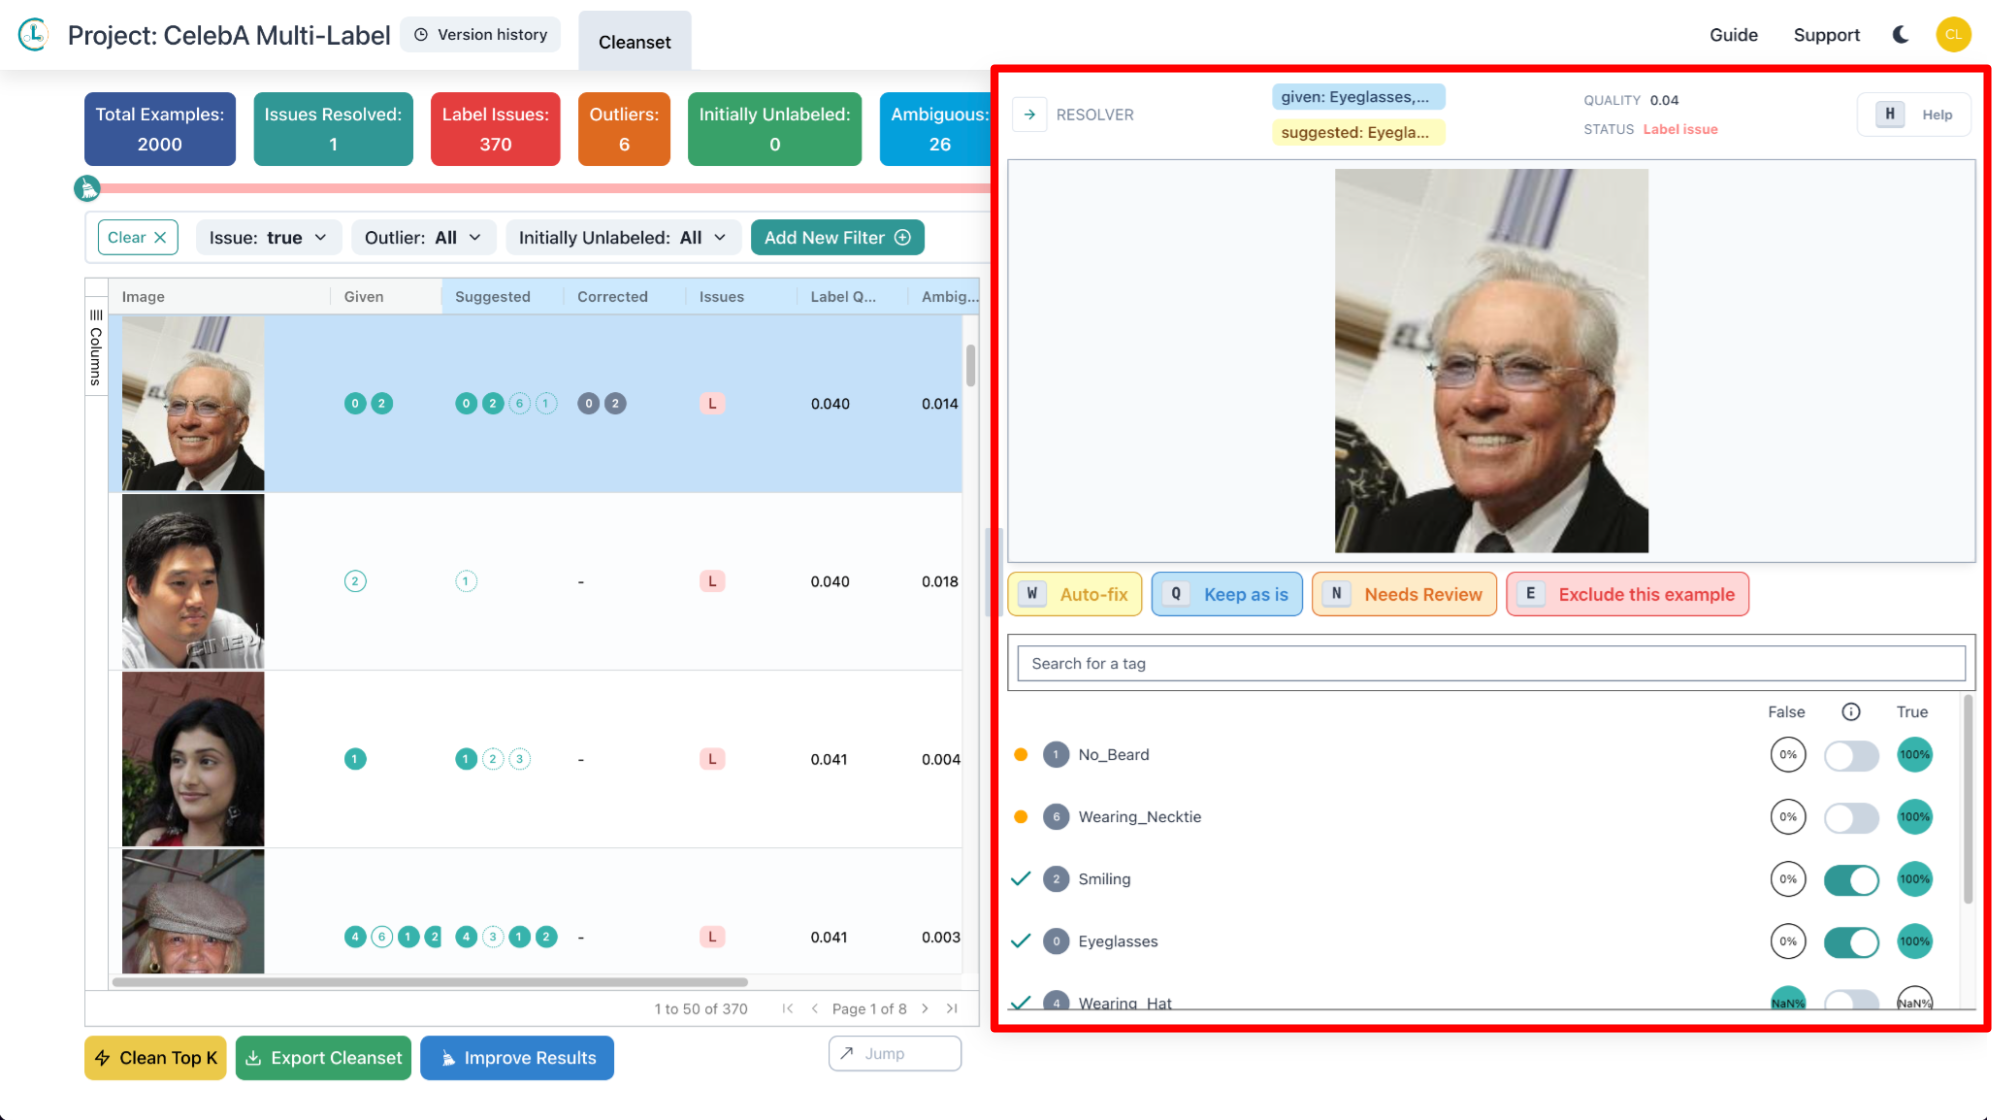 Project: CelebA Multi-Label
Version history
Cleanset
Guide
Support
CL
Total Examples:
2000
Issues Resolved:
1
Label Issues:
370
Outliers:
6
Initially Unlabeled:
0
Ambiguous:
26
Clear
Issue: true
Outlier: All
Initially Unlabeled: All
Add New Filter
Columns
Image Given Suggested Corrected Issues Label Q... Ambig...
0 2 0 2 6 1 0 2 L 0.040 0.014
2 1 - L 0.040 0.018
1 1 2 3 - L 0.041 0.004
4 6 1 2 4 3 1 2 - L 0.041 0.003
1 to 50 of 370 Page 1 of 8
Clean Top K
Export Cleanset
Improve Results
Jump
RESOLVER
given: Eyeglasses,...
suggested: Eyegla...
QUALITY 0.04
STATUS Label issue
H Help
W Auto-fix
Q Keep as is
N Needs Review
E Exclude this example
Search for a tag
False True
1 No_Beard 0% 100%
6 Wearing_Necktie 0% 100%
2 Smiling 0% 100%
0 Eyeglasses 0% 100%
4 Wearing_Hat NaN% NaN%